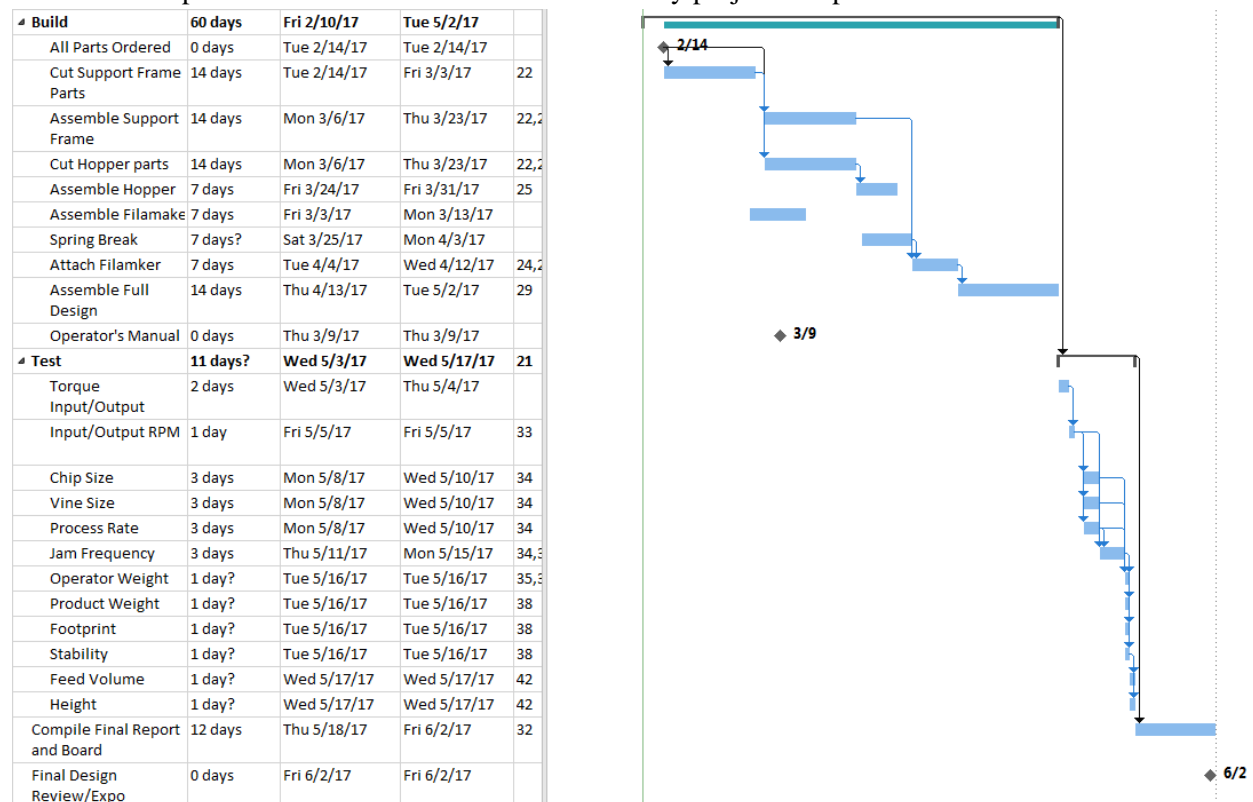 Build 60 days Fri 2/10/17 Tue 5/2/17
All Parts Ordered 0 days Tue 2/14/17 Tue 2/14/17 2/14
Cut Support Frame 14 days Tue 2/14/17 Fri 3/3/17 22
Parts
Assemble Support 14 days Mon 3/6/17 Thu 3/23/17 22,2
Frame
Cut Hopper parts 14 days Mon 3/6/17 Thu 3/23/17 22,2
Assemble Hopper 7 days Fri 3/24/17 Fri 3/31/17 25
Assemble Filamake 7 days Fri 3/3/17 Mon 3/13/17
Spring Break 7 days? Sat 3/25/17 Mon 4/3/17
Attach Filamker 7 days Tue 4/4/17 Wed 4/12/17 24,2
Assemble Full 14 days Thu 4/13/17 Tue 5/2/17 29
Design
Operator's Manual 0 days Thu 3/9/17 Thu 3/9/17 3/9
Test 11 days? Wed 5/3/17 Wed 5/17/17 21
Torque 2 days Wed 5/3/17 Thu 5/4/17
Input/Output
Input/Output RPM 1 day Fri 5/5/17 Fri 5/5/17 33
Chip Size 3 days Mon 5/8/17 Wed 5/10/17 34
Vine Size 3 days Mon 5/8/17 Wed 5/10/17 34
Process Rate 3 days Mon 5/8/17 Wed 5/10/17 34
Jam Frequency 3 days Thu 5/11/17 Mon 5/15/17 34,3
Operator Weight 1 day? Tue 5/16/17 Tue 5/16/17 35,3
Product Weight 1 day? Tue 5/16/17 Tue 5/16/17 38
Footprint 1 day? Tue 5/16/17 Tue 5/16/17 38
Stability 1 day? Tue 5/16/17 Tue 5/16/17 38
Feed Volume 1 day? Wed 5/17/17 Wed 5/17/17 42
Height 1 day? Wed 5/17/17 Wed 5/17/17 42
Compile Final Report 12 days Thu 5/18/17 Fri 6/2/17 32
and Board
Final Design 0 days Fri 6/2/17 Fri 6/2/17 6/2
Review/Expo